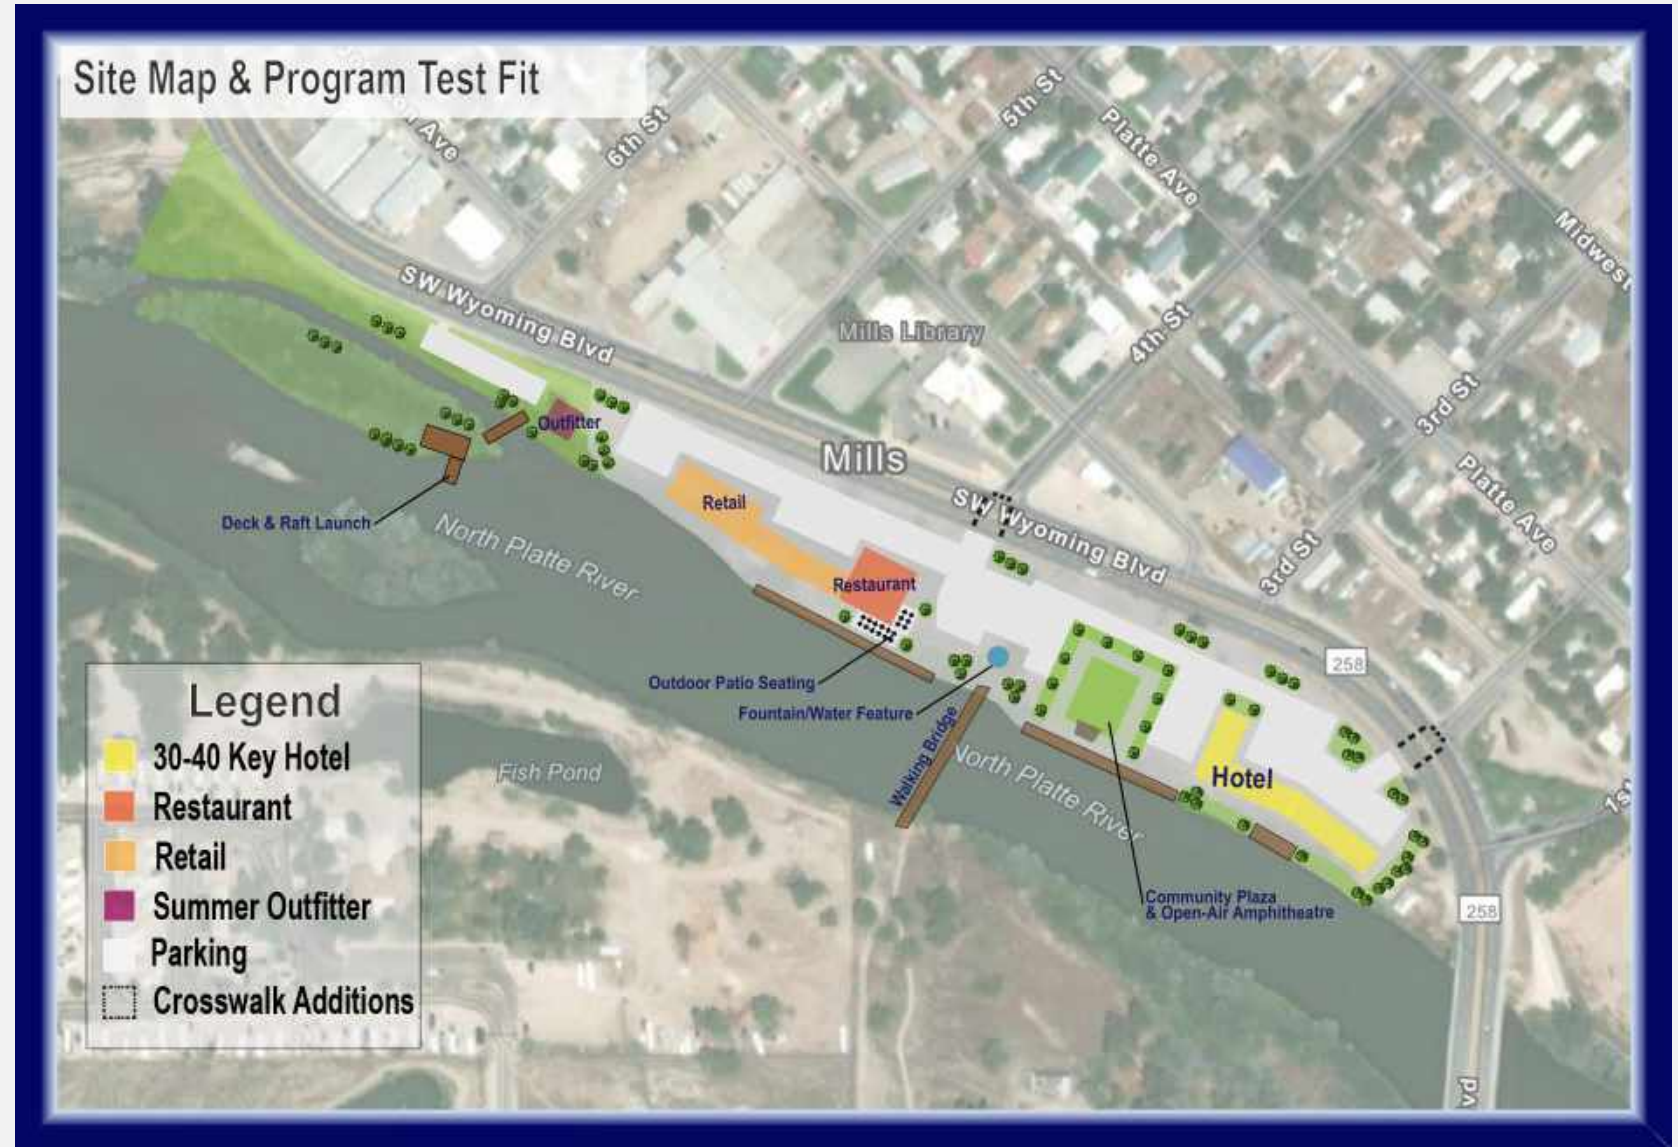 Site Map & Program Test Fit
Ave
6th St
5th St
Platte Ave
Midwest
SW Wyoming Blvd
Mills Library
4th St
3rd St
Outfitter
Mills
Retail
SW Wyoming Blvd
Platte Ave
Deck & Raft Launch
North Platte River
3rd St
Restaurant
258
Outdoor Patio Seating
Fountain/Water Feature
Walking Bridge
North Platte River
Fish Pond
Hotel
1st
Community Plaza
& Open-Air Amphitheatre
258
vd
Legend
30-40 Key Hotel
Restaurant
Retail
Summer Outfitter
Parking
Crosswalk Additions